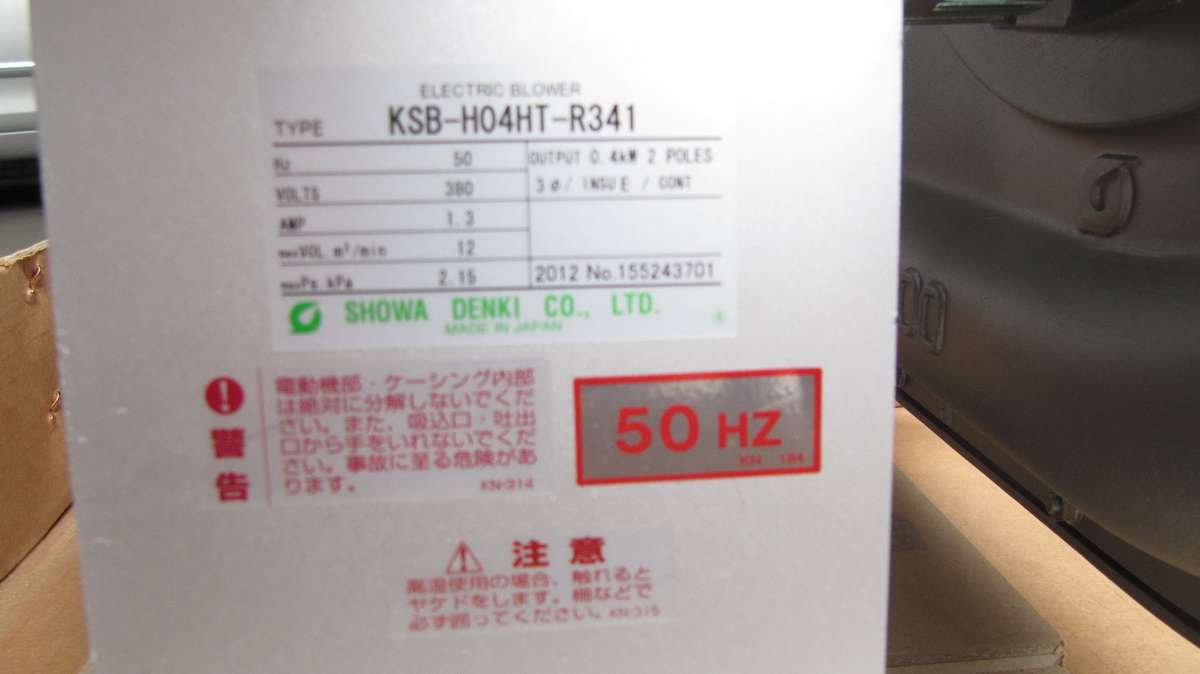 ELECTRIC BLOWER
TYPE KSB-H04HT-R341
Hz 50 OUTPUT 0.4kW 2 POLES
VOLTS 380 3φ/ INSU E / CONT
AMP 1.3
maxVOL m³/min 12
maxPs kPa 2.15 2012 No.155243701
SHOWA DENKI CO., LTD.
MADE IN JAPAN
警告
電動機部・ケーシング内部
は絶対に分解しないでくだ
さい。また、吸込口・吐出
口から手をいれないでくだ
さい。事故に至る危険があ
ります。
KN-314
50 HZ
KN-184
注意
高温使用の場合、触れると
ヤケドをします。柵などで
必ず囲ってください。KN-315